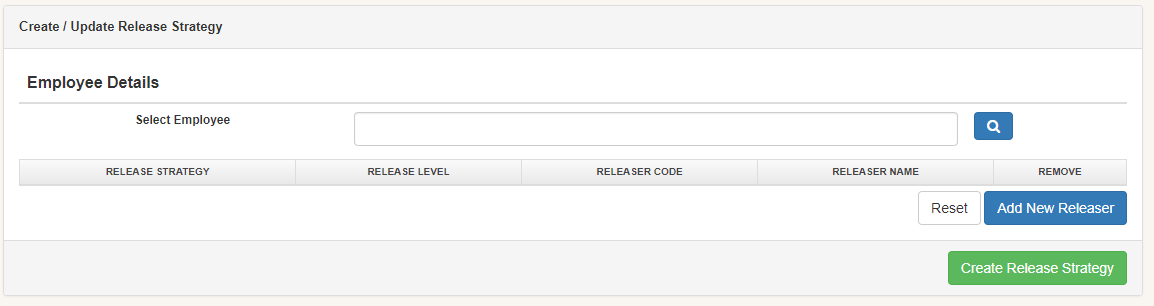 Create / Update Release Strategy
Employee Details
Select Employee
RELEASE STRATEGY RELEASE LEVEL RELEASER CODE RELEASER NAME REMOVE
Reset Add New Releaser
Create Release Strategy